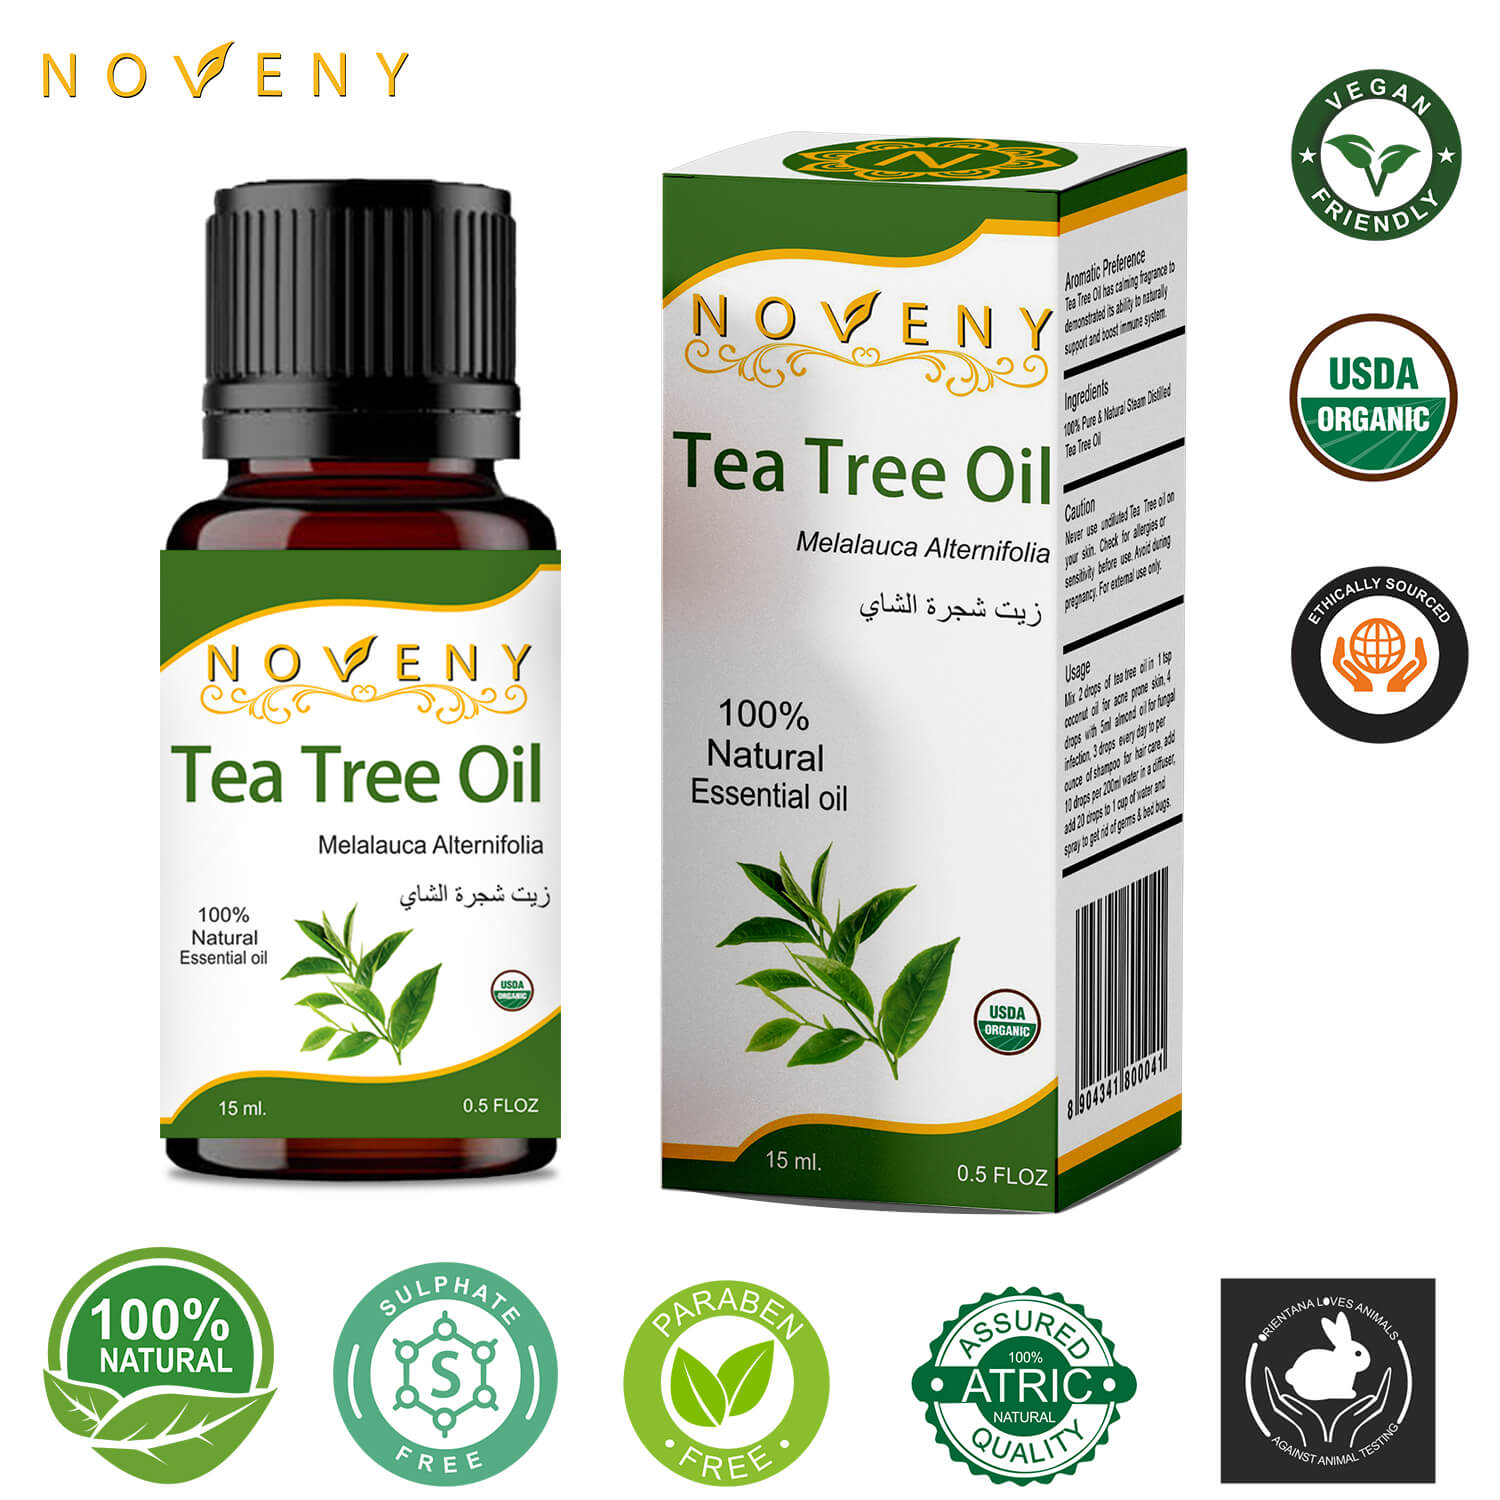 NOVENY
VEGAN
FRIENDLY
USDA
ORGANIC
ETHICALLY SOURCED
NOVENY
Tea Tree Oil
Melalauca Alternifolia
زيت شجرة الشاي
100%
Natural
Essential oil
USDA
ORGANIC
15 ml.
0.5 FLOZ
N
NOVENY
Tea Tree Oil
Melalauca Alternifolia
زيت شجرة الشاي
100%
Natural
Essential oil
USDA
ORGANIC
15 ml.
0.5 FLOZ
Aromatic Preference
Tea Tree Oil has calming fragrance to
demonstrated its ability to naturally
support and boost immune system.
Ingredients
100% Pure & Natural Steam Distilled
Tea Tree Oil
Caution
Never use undiluted Tea Tree oil on
your skin. Check for allergies or
sensitivity before use. Avoid during
pregnancy. For external use only.
Usage
Mix 2 drops of tea tree oil in 1 tsp
coconut oil for acne prone skin, 4
drops with 5ml almond oil for fungal
infection, 3 drops every day to per
ounce of shampoo for hair care, add
10 drops per 200ml water in a diffuser,
add 20 drops to 1 cup of water and
spray to get rid of germs & bed bugs.
8 904341 800041
100%
NATURAL
SULPHATE
S
FREE
PARABEN
FREE
ASSURED
100%
ATRIC
NATURAL
QUALITY
ORIENTANA LOVES ANIMALS
AGAINST ANIMAL TESTING